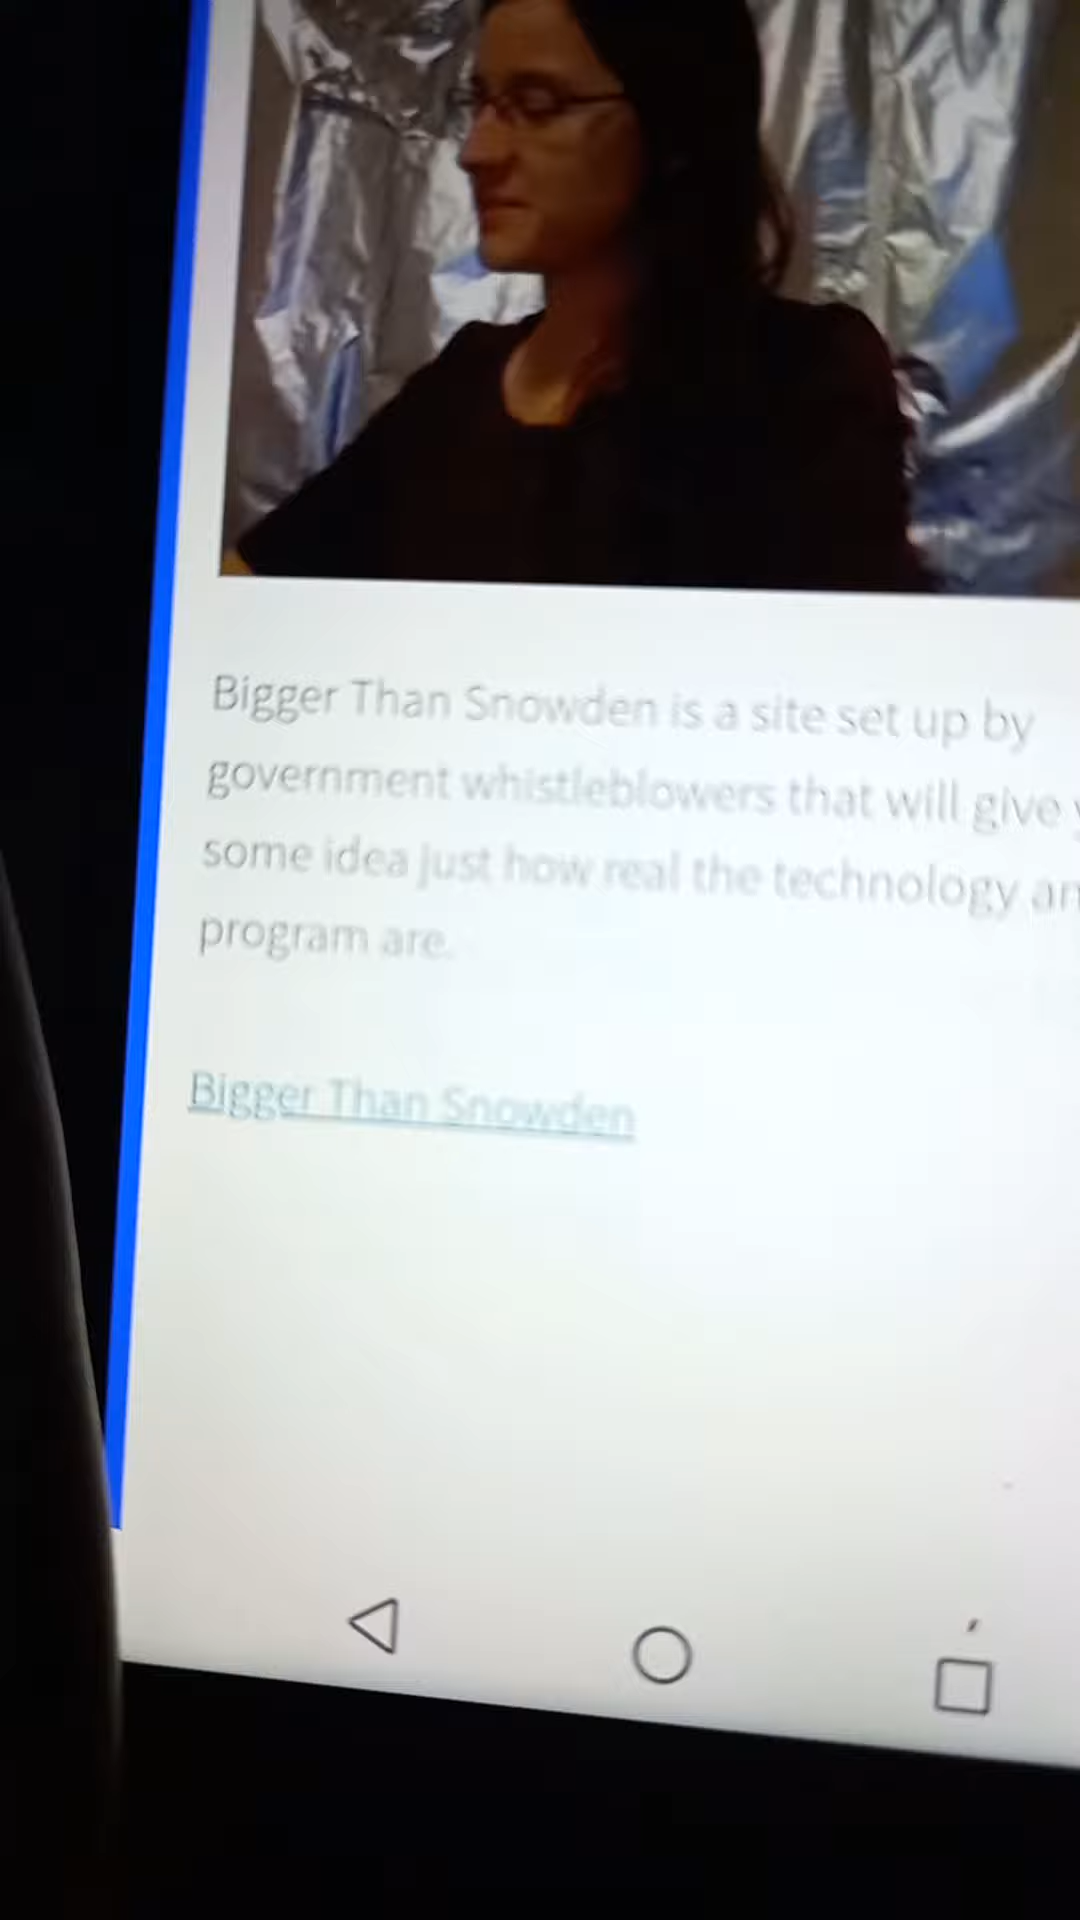 Bigger Than Snowden is a site set up by
government whistleblowers that will give
some idea just how real the technology
program are.
Bigger Than Snowden